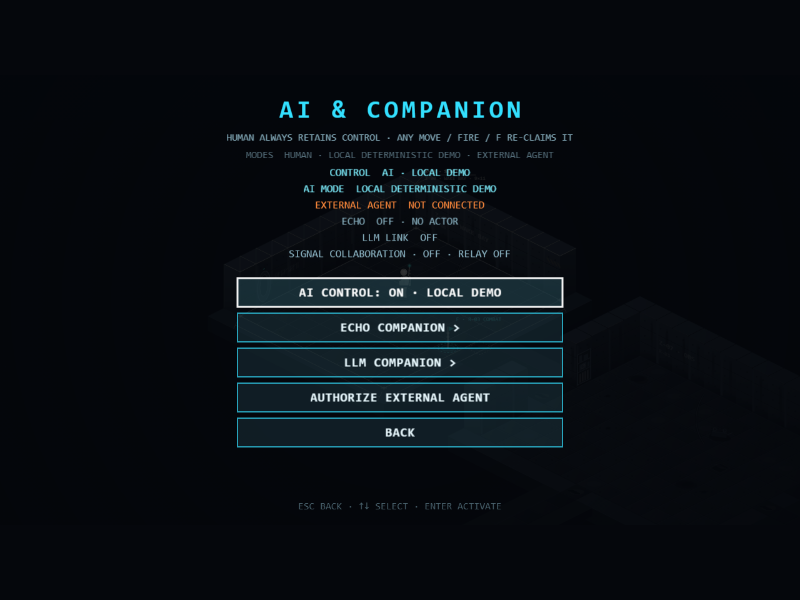 AI & COMPANION
HUMAN ALWAYS RETAINS CONTROL · ANY MOVE / FIRE / F RE-CLAIMS IT
MODES HUMAN · LOCAL DETERMINISTIC DEMO · EXTERNAL AGENT
CONTROL AI · LOCAL DEMO
AI MODE LOCAL DETERMINISTIC DEMO
EXTERNAL AGENT NOT CONNECTED
ECHO OFF · NO ACTOR
LLM LINK OFF
SIGNAL COLLABORATION · OFF · RELAY OFF
AI CONTROL: ON · LOCAL DEMO
ECHO COMPANION >
LLM COMPANION >
AUTHORIZE EXTERNAL AGENT
BACK
ESC BACK · ↑↓ SELECT · ENTER ACTIVATE